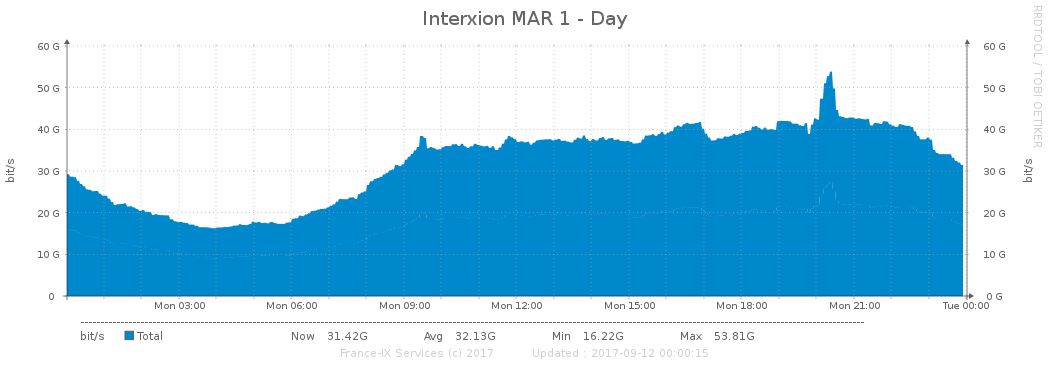 Interxion MAR 1 - Day
RRDTOOL / TOBI OETIKER
60 G 60 G
50 G 50 G
40 G 40 G
30 G 30 G
20 G 20 G
10 G 10 G
0 0 G
bit/s
bit/s
Mon 03:00 Mon 06:00 Mon 09:00 Mon 12:00 Mon 15:00 Mon 18:00 Mon 21:00 Tue 00:00
bit/s Total Now 31.42G Avg 32.13G Min 16.22G Max 53.81G
France-IX Services (c) 2017 Updated : 2017-09-12 00:00:15